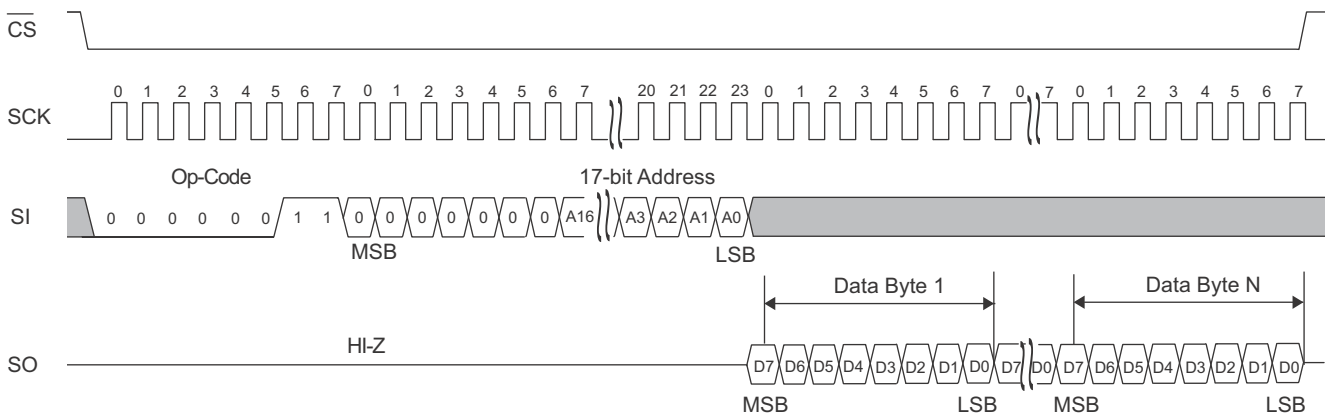 CS
SCK
0 1 2 3 4 5 6 7 0 1 2 3 4 5 6 7 20 21 22 23 0 1 2 3 4 5 6 7 0 7 0 1 2 3 4 5 6 7
Op-Code 17-bit Address
SI
0 0 0 0 0 0 1 1 0 0 0 0 0 0 0 A16 A3 A2 A1 A0
MSB LSB
Data Byte 1 Data Byte N
HI-Z
SO
D7 D6 D5 D4 D3 D2 D1 D0 D7 D0 D7 D6 D5 D4 D3 D2 D1 D0
MSB LSB MSB LSB